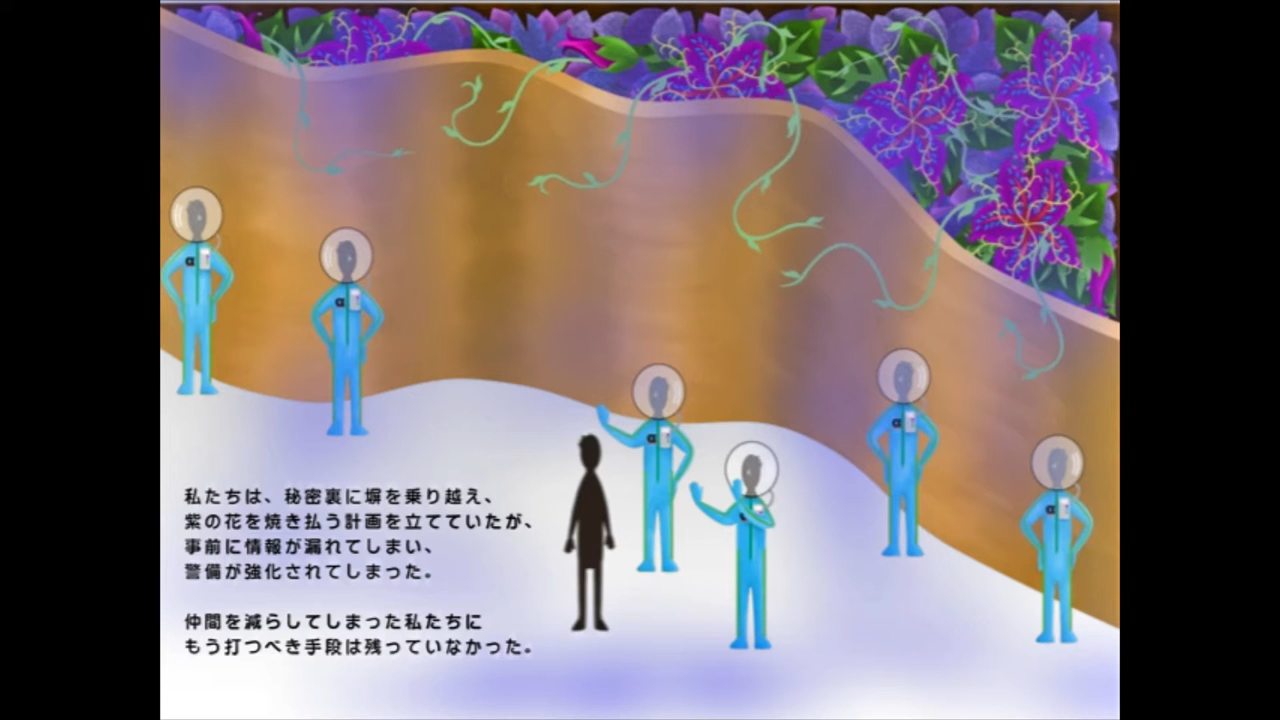 私たちは、秘密裏に塀を乗り越え、
紫の花を焼き払う計画を立てていたが、
事前に情報が漏れてしまい、
警備が強化されてしまった。
仲間を減らしてしまった私たちに
もう打つべき手段は残っていなかった。
α
α
α
α
α